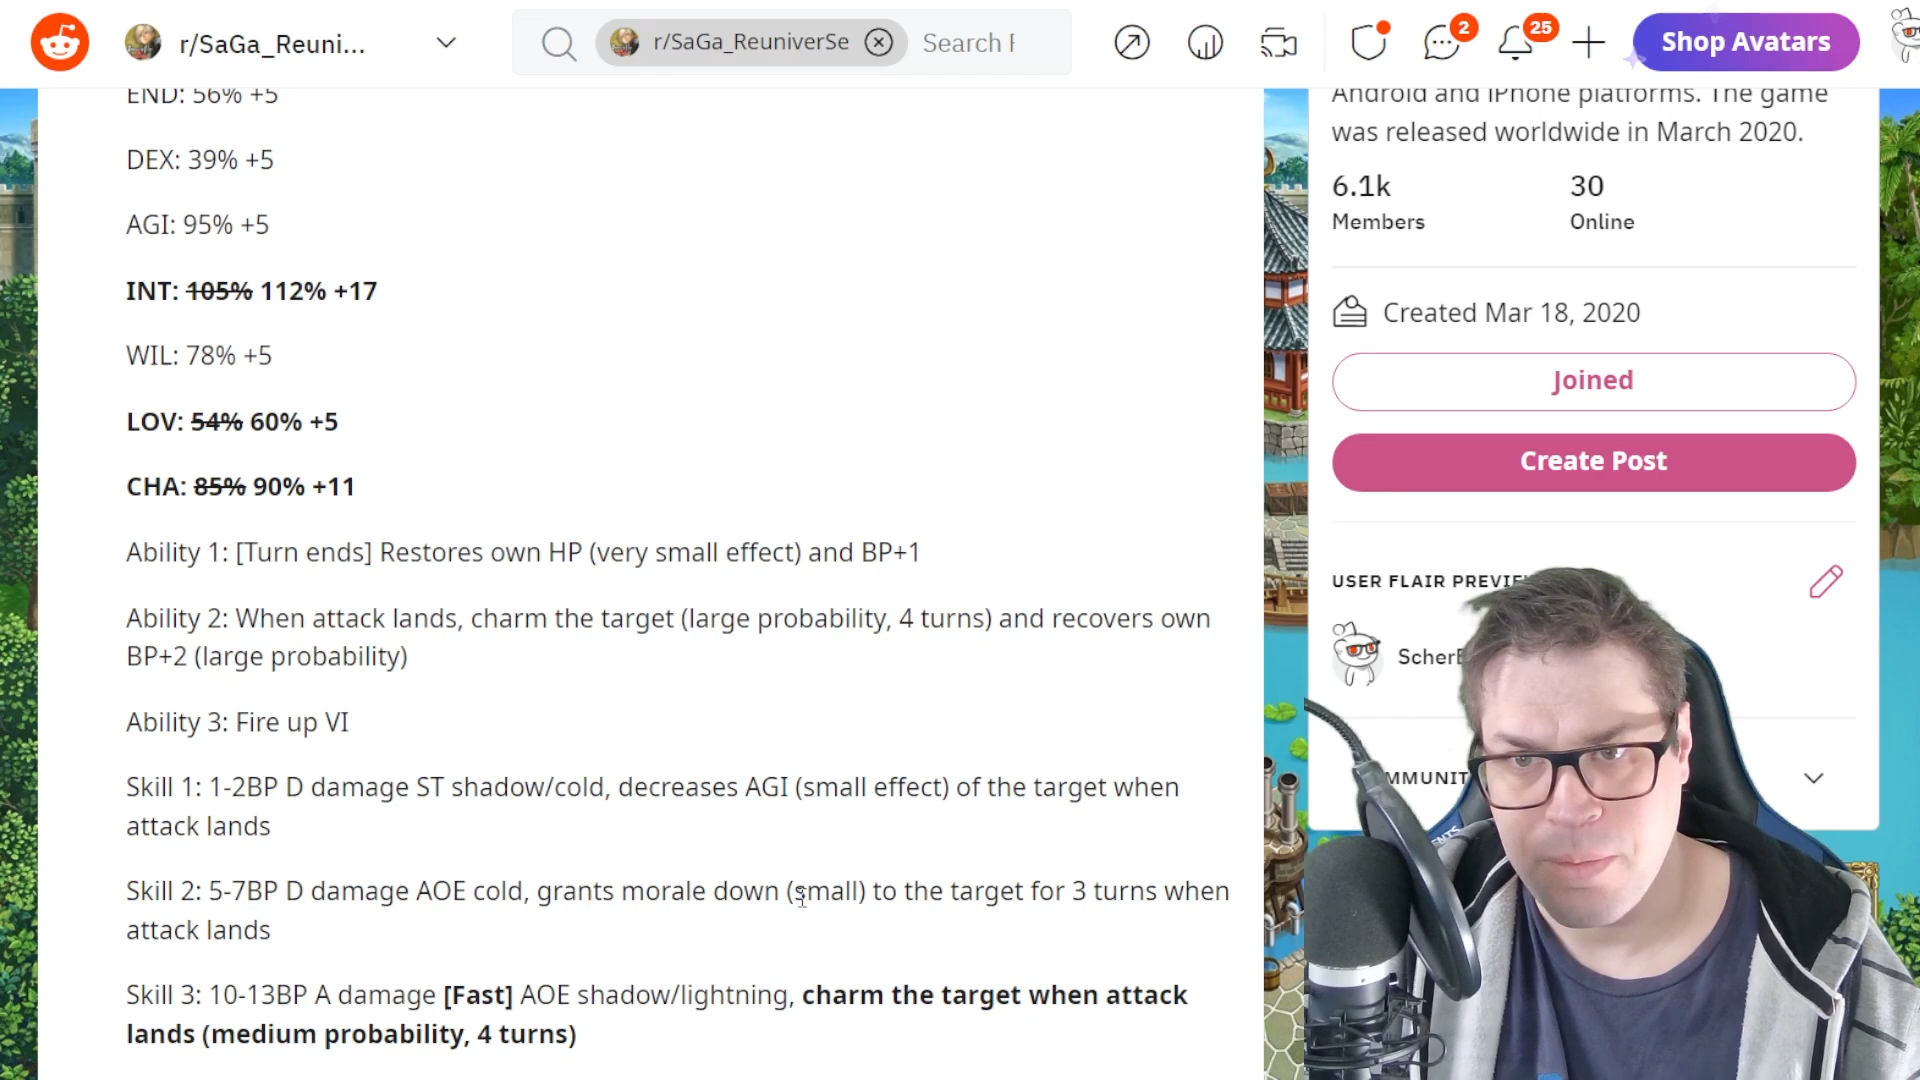 r/SaGa_Reuni...
r/SaGa_ReuniverSe
Search
2
25
Shop Avatars
END: 56% +5
DEX: 39% +5
AGI: 95% +5
INT: 105% 112% +17
WIL: 78% +5
LOV: 54% 60% +5
CHA: 85% 90% +11
Ability 1: [Turn ends] Restores own HP (very small effect) and BP+1
Ability 2: When attack lands, charm the target (large probability, 4 turns) and recovers own
BP+2 (large probability)
Ability 3: Fire up VI
Skill 1: 1-2BP D damage ST shadow/cold, decreases AGI (small effect) of the target when
attack lands
Skill 2: 5-7BP D damage AOE cold, grants morale down (small) to the target for 3 turns when
attack lands
Skill 3: 10-13BP A damage [Fast] AOE shadow/lightning, charm the target when attack
lands (medium probability, 4 turns)
Android and iPhone platforms. The game
was released worldwide in March 2020.
6.1k
30
Members
Online
Created Mar 18, 2020
Joined
Create Post
USER FLAIR